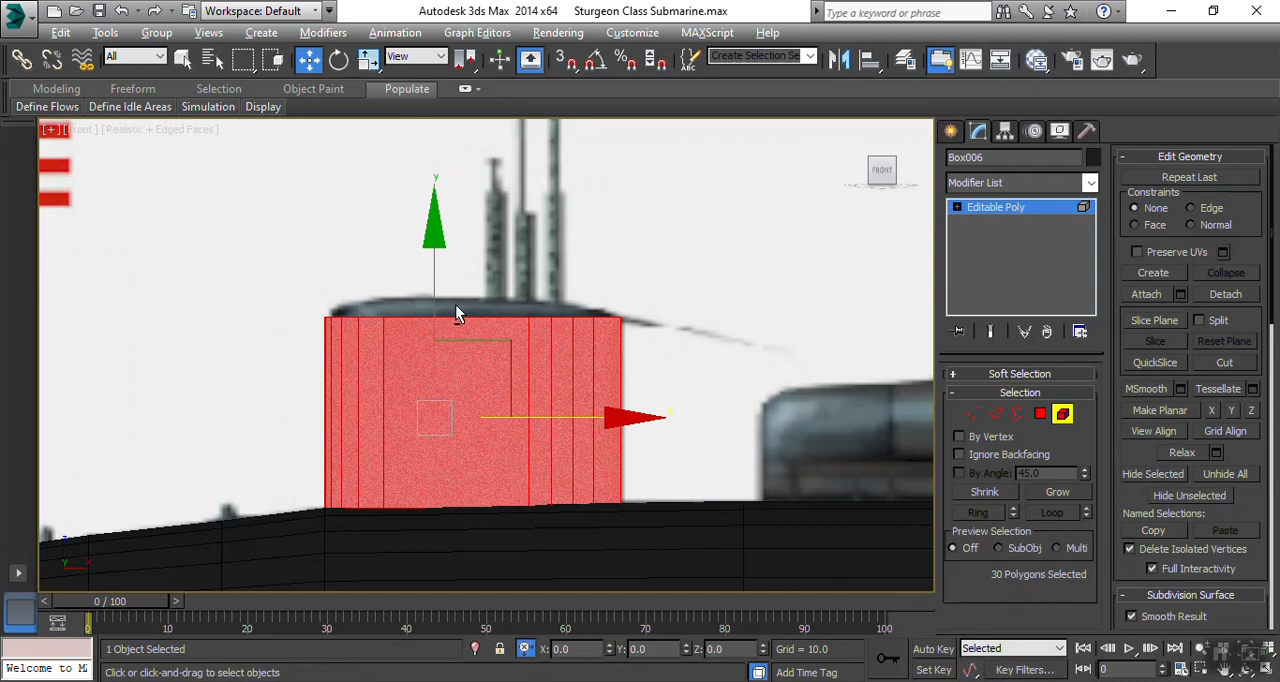 Workspace: Default
Autodesk 3ds Max 2014 x64 Sturgeon Class Submarine.max
Type a keyword or phrase
Edit Tools Group Views Create Modifiers Animation Graph Editors Rendering Customize MAXScript Help
All View 3 Create Selection Se
Modeling Freeform Selection Object Paint Populate
Define Flows Define Idle Areas Simulation Display
[+] [Front ] [Realistic + Edged Faces ]
FRONT
y
x
z
y x
Box006
Modifier List
Editable Poly
Soft Selection
Selection
By Vertex
Ignore Backfacing
By Angle: 45.0
Shrink Grow
Ring Loop
Preview Selection
Off SubObj Multi
30 Polygons Selected
Edit Geometry
Repeat Last
Constraints
None Edge
Face Normal
Preserve UVs
Create Collapse
Attach Detach
Slice Plane Split
Slice Reset Plane
QuickSlice Cut
MSmooth Tessellate
Make Planar X Y Z
View Align Grid Align
Relax
Hide Selected Unhide All
Hide Unselected
Named Selections:
Copy Paste
Delete Isolated Vertices
Full Interactivity
Subdivision Surface
Smooth Result
0 / 100
0 10 20 30 40 50 60 70 80 90 100
1 Object Selected X: 0.0 Y: 0.0 Z: 0.0 Grid = 10.0 Auto Key Selected
Welcome to M Click or click-and-drag to select objects Add Time Tag Set Key Key Filters... 0